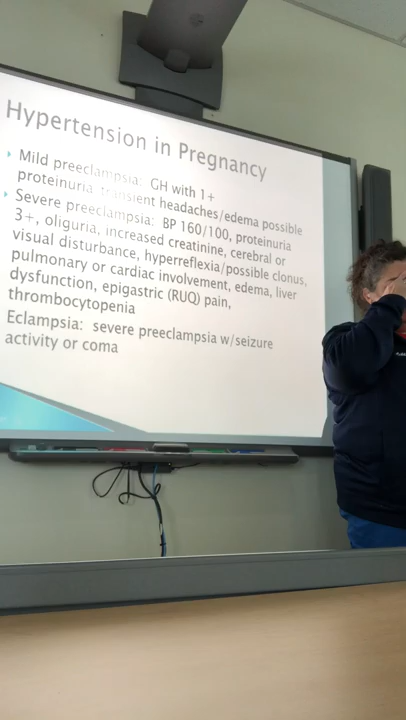 Hypertension in Pregnancy
Mild preeclampsia: GH with 1+
proteinuria transient headaches/edema possible
Severe preeclampsia: BP 160/100, proteinuria
3+, oliguria, increased creatinine, cerebral or
visual disturbance, hyperreflexia/possible clonus,
pulmonary or cardiac involvement, edema, liver
dysfunction, epigastric (RUQ) pain,
thrombocytopenia
Eclampsia: severe preeclampsia w/seizure
activity or coma